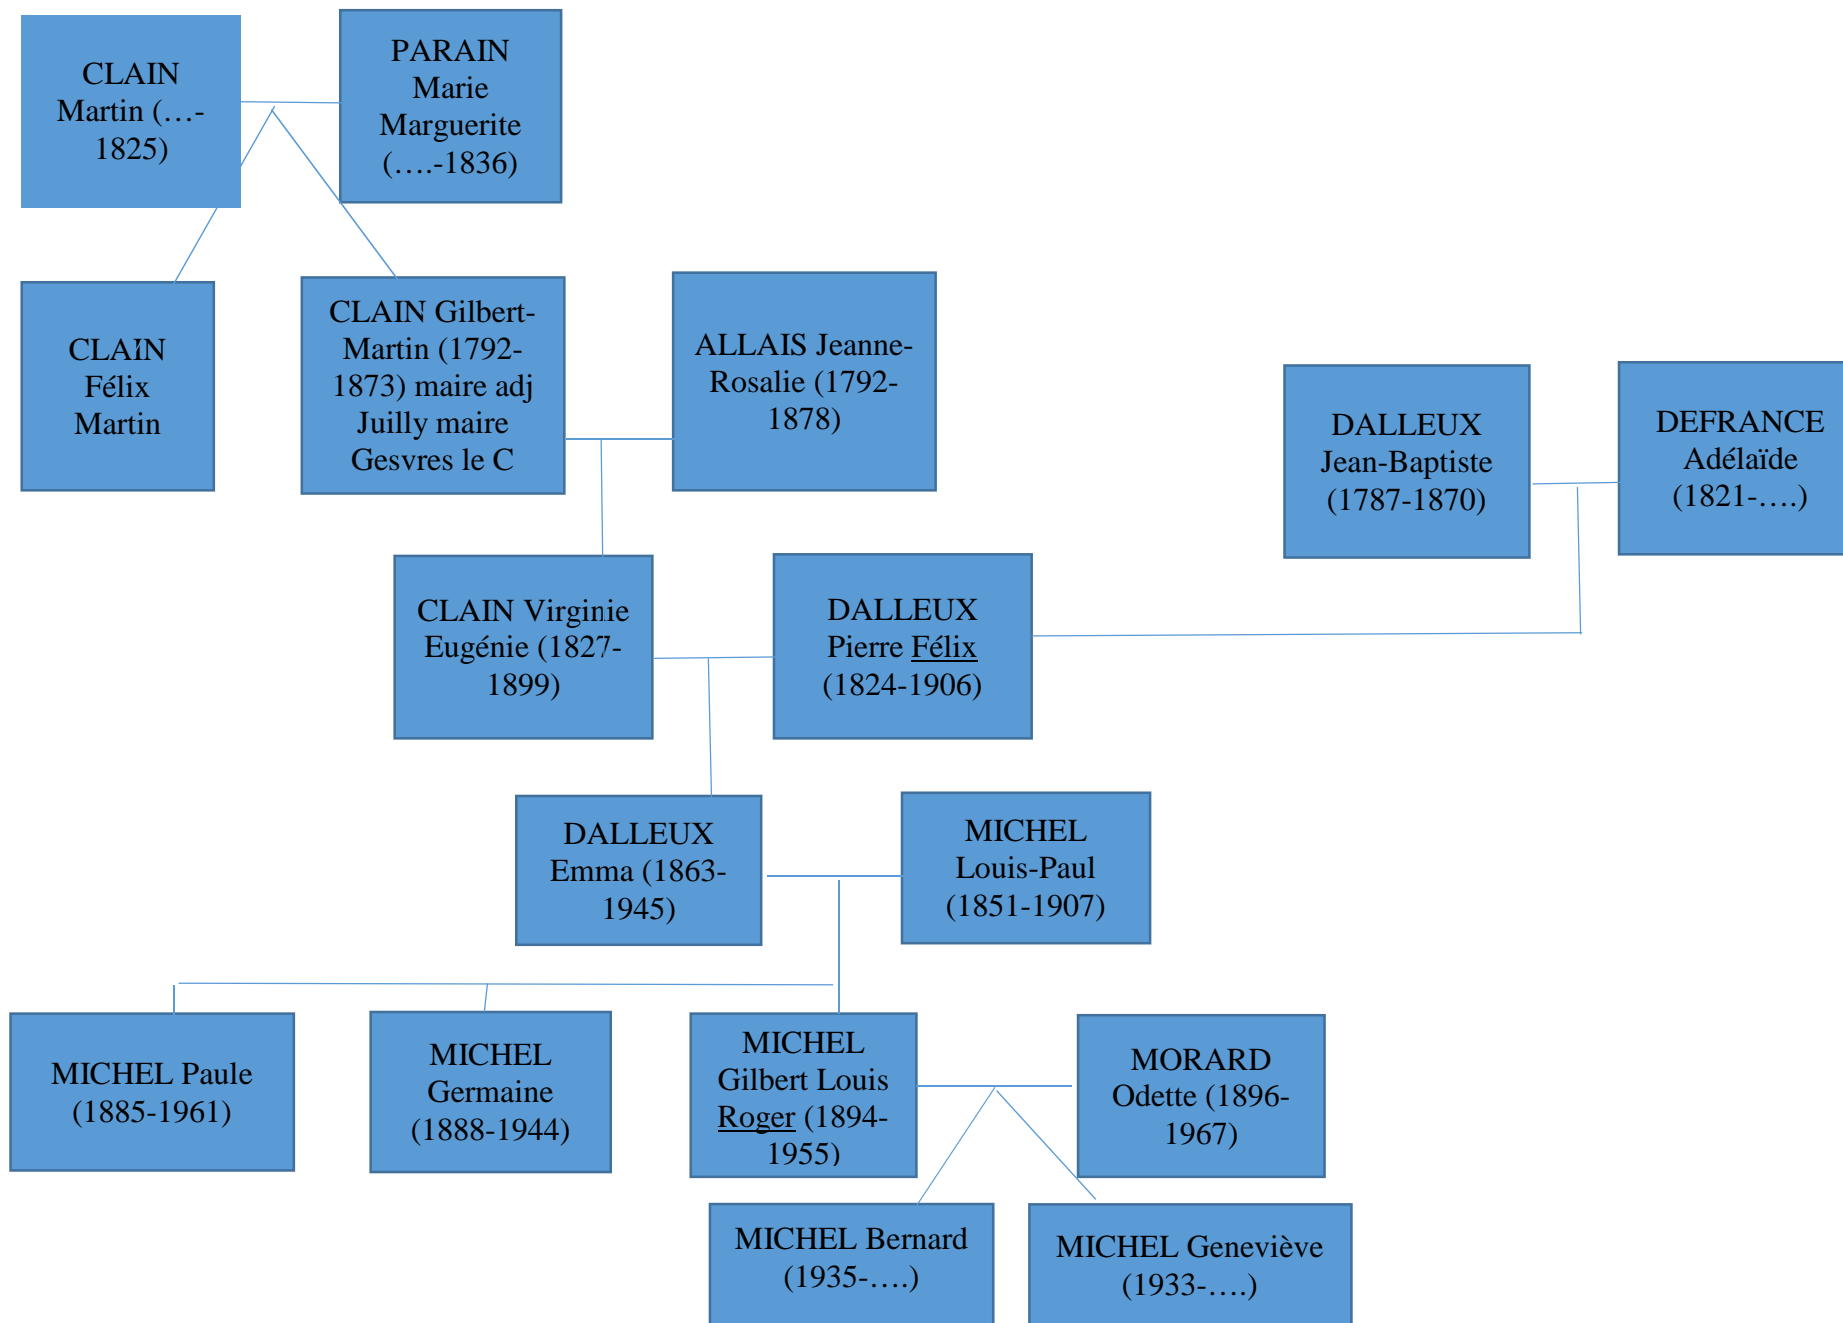 CLAIN
Martin (…-
1825)
PARAIN
Marie
Marguerite
(….-1836)
CLAIN
Félix
Martin
CLAIN Gilbert-
Martin (1792-
1873) maire adj
Juilly maire
Gesvres le C
ALLAIS Jeanne-
Rosalie (1792-
1878)
DALLEUX
Jean-Baptiste
(1787-1870)
DEFRANCE
Adélaïde
(1821-….)
CLAIN Virginie
Eugénie (1827-
1899)
DALLEUX
Pierre Félix
(1824-1906)
DALLEUX
Emma (1863-
1945)
MICHEL
Louis-Paul
(1851-1907)
MICHEL Paule
(1885-1961)
MICHEL
Germaine
(1888-1944)
MICHEL
Gilbert Louis
Roger (1894-
1955)
MORARD
Odette (1896-
1967)
MICHEL Bernard
(1935-….)
MICHEL Geneviève
(1933-….)